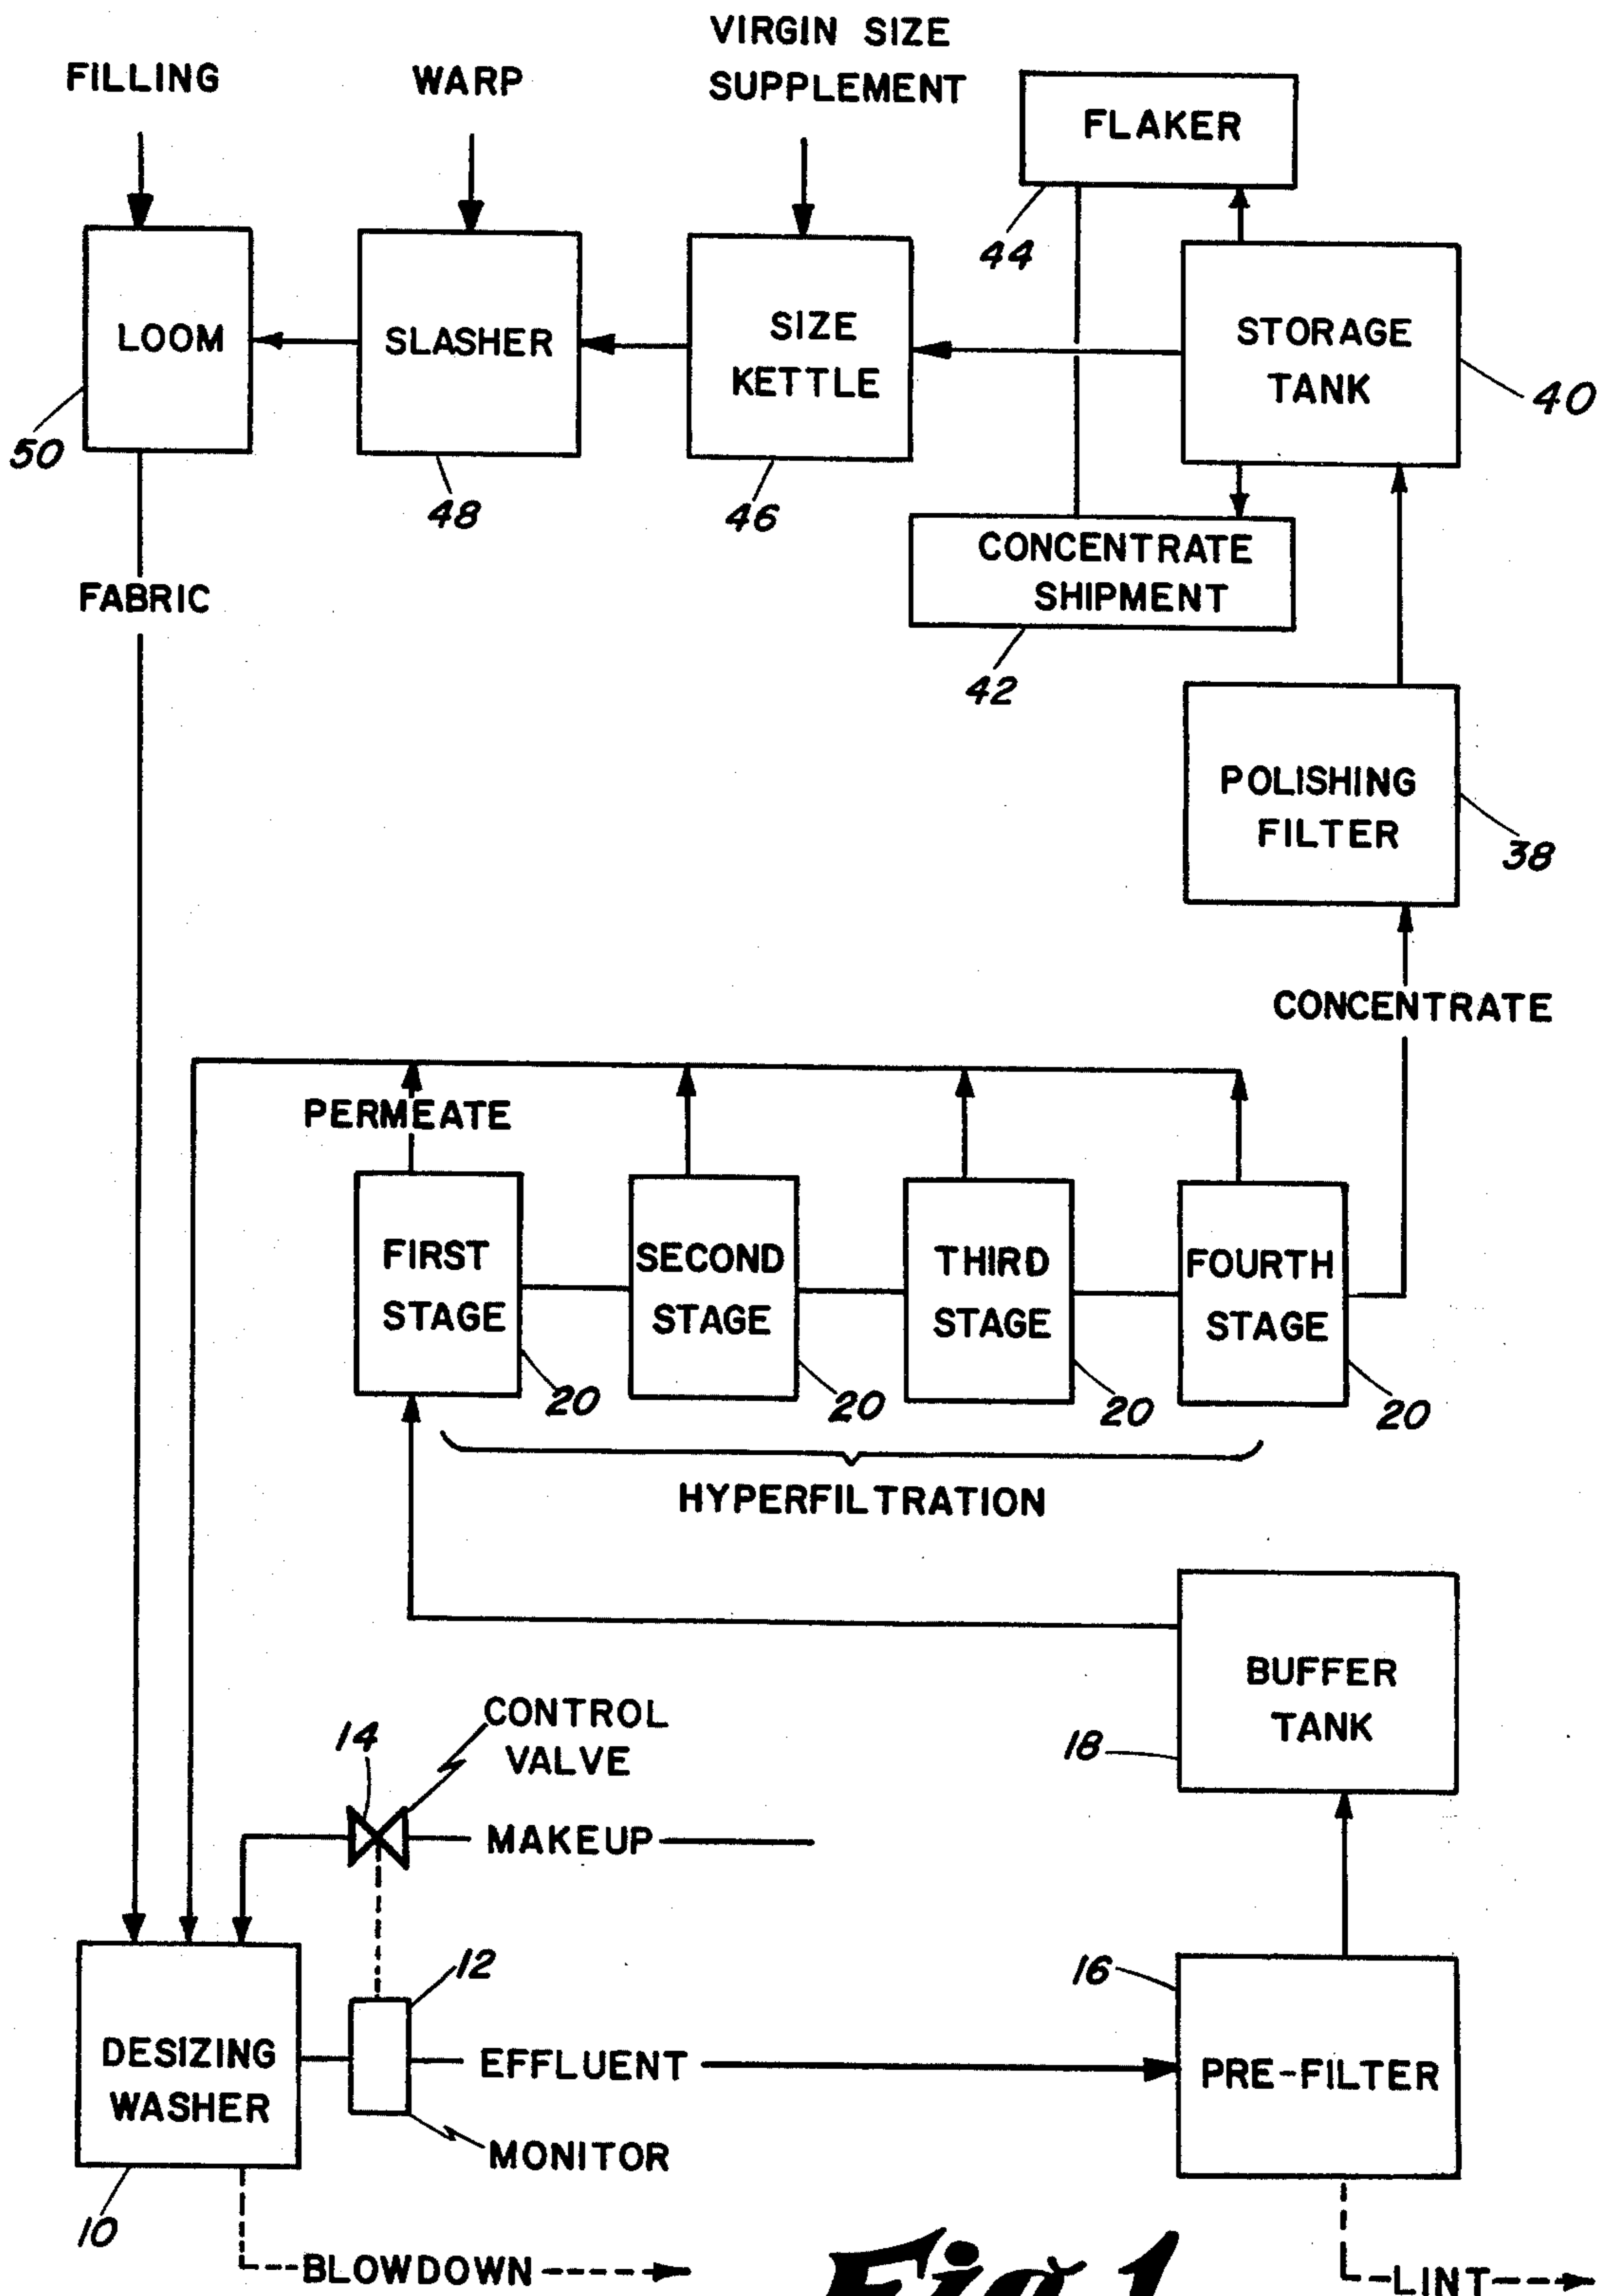 VIRGIN SIZE
SUPPLEMENT
FILLING
WARP
FLAKER
44
LOOM
SLASHER
SIZE
KETTLE
STORAGE
TANK
40
50
48
46
CONCENTRATE
SHIPMENT
42
FABRIC
POLISHING
FILTER
38
CONCENTRATE
PERMEATE
FIRST
STAGE
SECOND
STAGE
THIRD
STAGE
FOURTH
STAGE
20
20
20
20
HYPERFILTRATION
BUFFER
TANK
18
14
CONTROL
VALVE
MAKEUP
12
16
DESIZING
WASHER
EFFLUENT
PRE-FILTER
MONITOR
10
BLOWDOWN
Fig 1
LINT